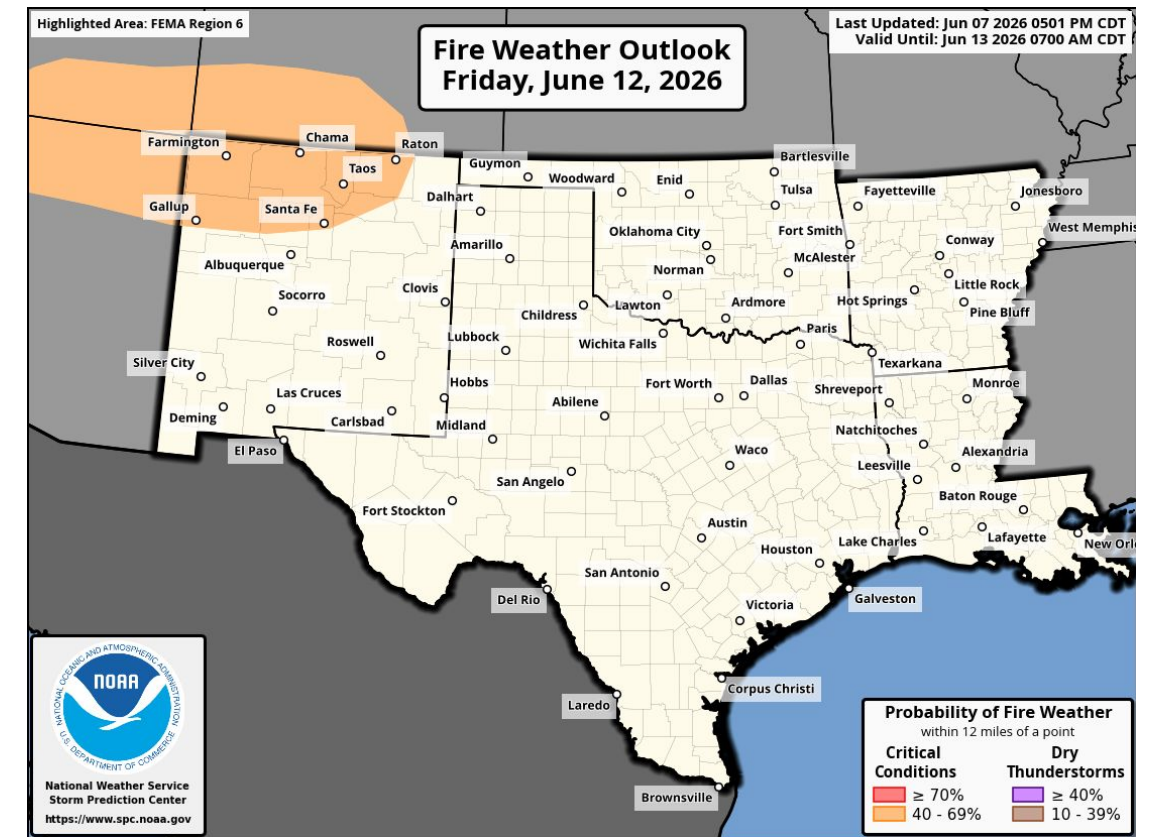 Highlighted Area: FEMA Region 6
Fire Weather Outlook
Friday, June 12, 2026
Last Updated: Jun 07 2026 0501 PM CDT
Valid Until: Jun 13 2026 0700 AM CDT
Farmington
Chama
Raton
Taos
Gallup
Santa Fe
Albuquerque
Socorro
Clovis
Roswell
Silver City
Las Cruces
Deming
Carlsbad
Hobbs
El Paso
Guymon
Woodward
Enid
Bartlesville
Tulsa
Dalhart
Amarillo
Oklahoma City
Norman
Fort Smith
McAlester
Lawton
Ardmore
Childress
Wichita Falls
Lubbock
Paris
Fayetteville
Jonesboro
West Memphis
Conway
Little Rock
Hot Springs
Pine Bluff
Texarkana
Midland
Abilene
Fort Worth
Dallas
Shreveport
Monroe
Natchitoches
Alexandria
Leesville
Baton Rouge
Lake Charles
Lafayette
New Orl
San Angelo
Waco
Fort Stockton
Austin
Houston
San Antonio
Galveston
Del Rio
Victoria
Laredo
Corpus Christi
Brownsville
NATIONAL OCEANIC AND ATMOSPHERIC ADMINISTRATION
NOAA
U.S. DEPARTMENT OF COMMERCE
National Weather Service
Storm Prediction Center
https://www.spc.noaa.gov
Probability of Fire Weather
within 12 miles of a point
Critical Conditions
≥ 70%
40 - 69%
Dry Thunderstorms
≥ 40%
10 - 39%